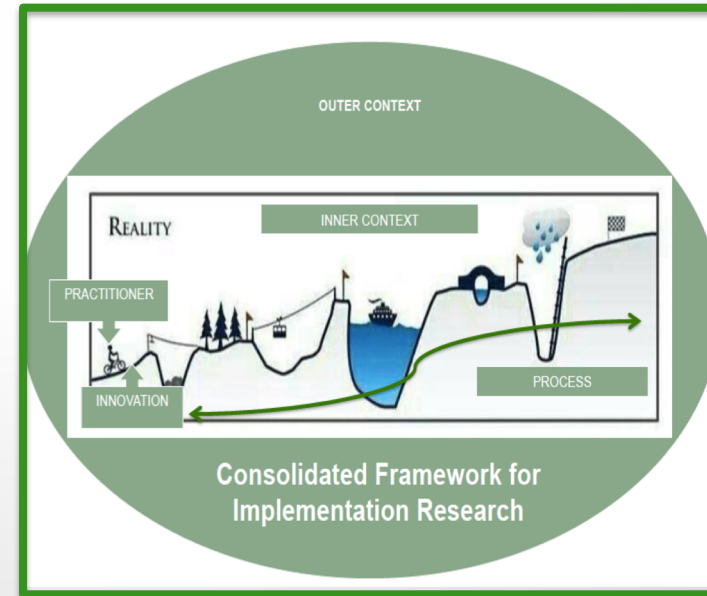 OUTER CONTEXT
REALITY
INNER CONTEXT
PRACTITIONER
INNOVATION
PROCESS
Consolidated Framework for
Implementation Research